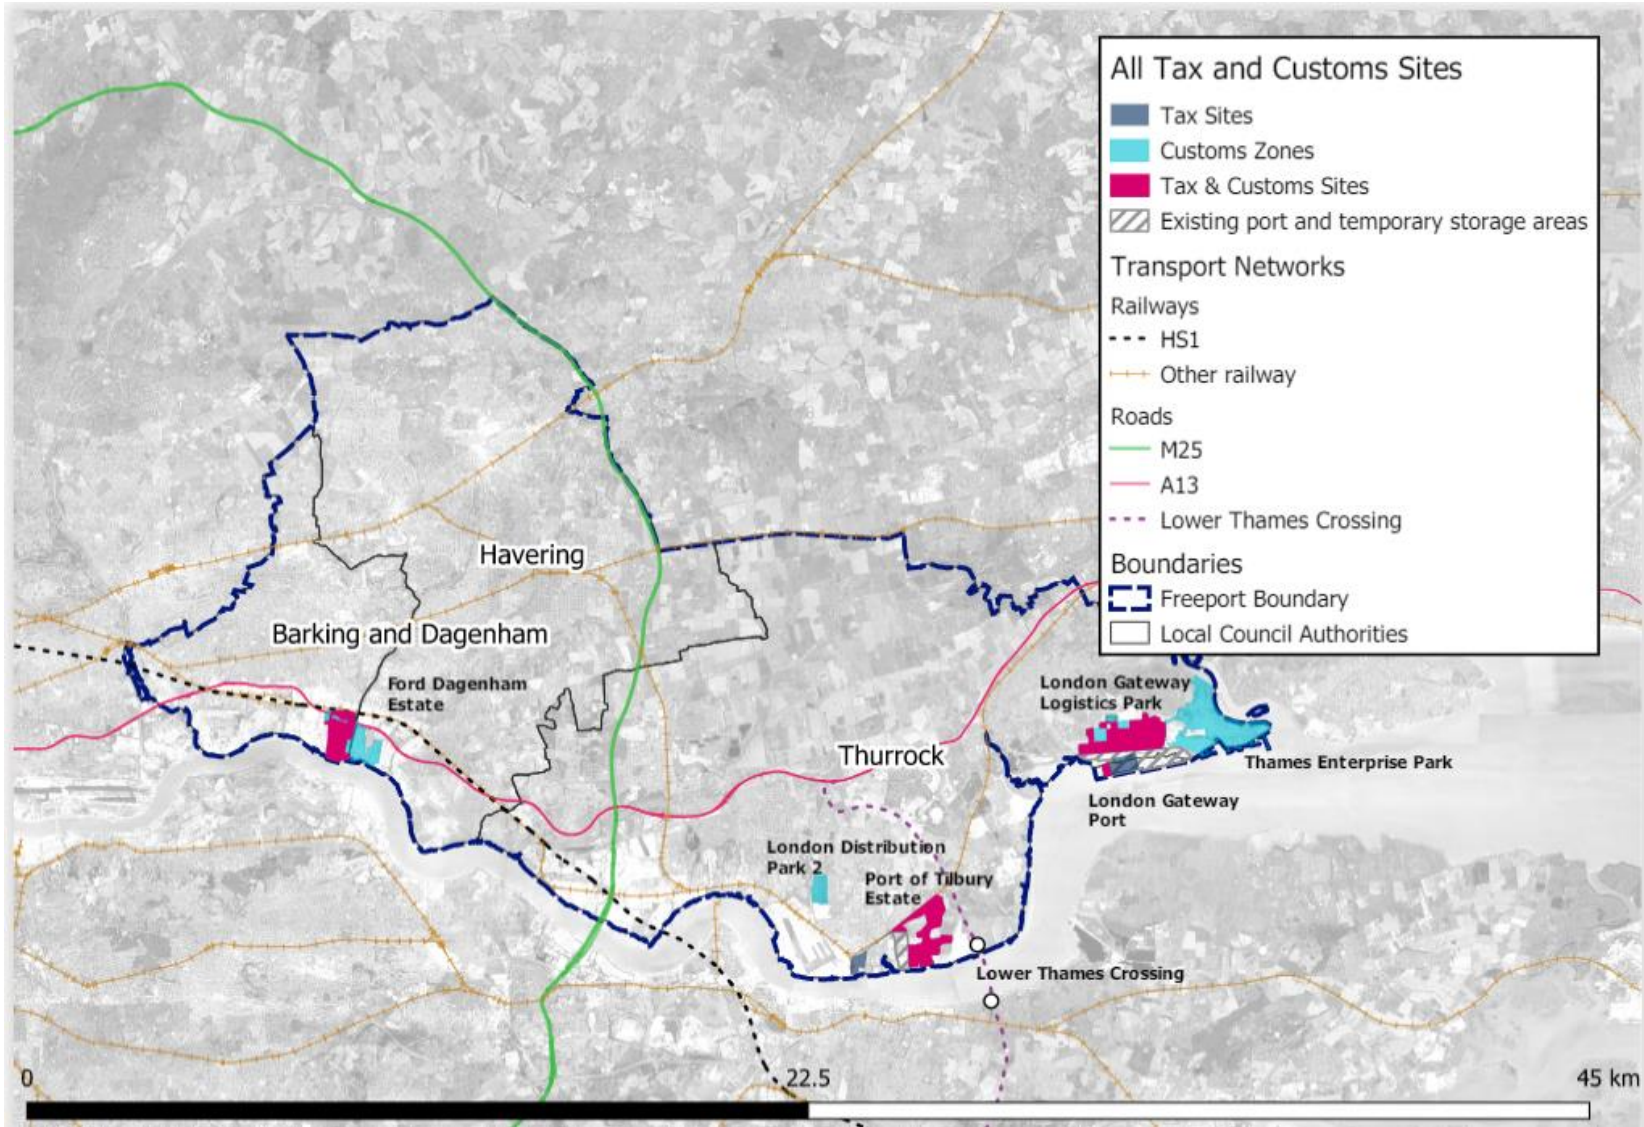 All Tax and Customs Sites
Tax Sites
Customs Zones
Tax & Customs Sites
Existing port and temporary storage areas
Transport Networks
Railways
HS1
Other railway
Roads
M25
A13
Lower Thames Crossing
Boundaries
Freeport Boundary
Local Council Authorities
Havering
Barking and Dagenham
Ford Dagenham
Estate
London Gateway
Logistics Park
Thurrock
Thames Enterprise Park
London Gateway
Port
London Distribution
Park 2
Port of Tilbury
Estate
Lower Thames Crossing
0
22.5
45 km